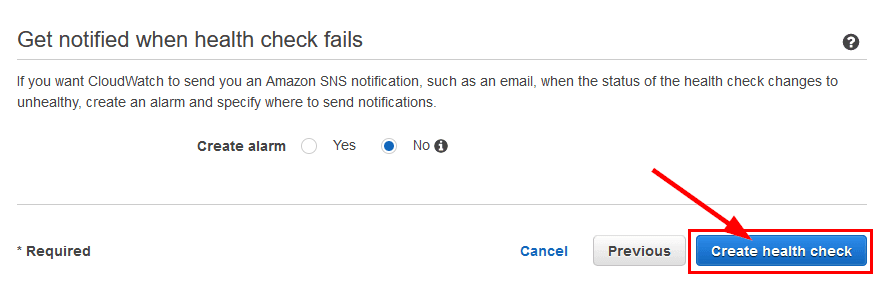 Get notified when health check fails
If you want CloudWatch to send you an Amazon SNS notification, such as an email, when the status of the health check changes to
unhealthy, create an alarm and specify where to send notifications.
Create alarm Yes No
* Required Cancel Previous Create health check